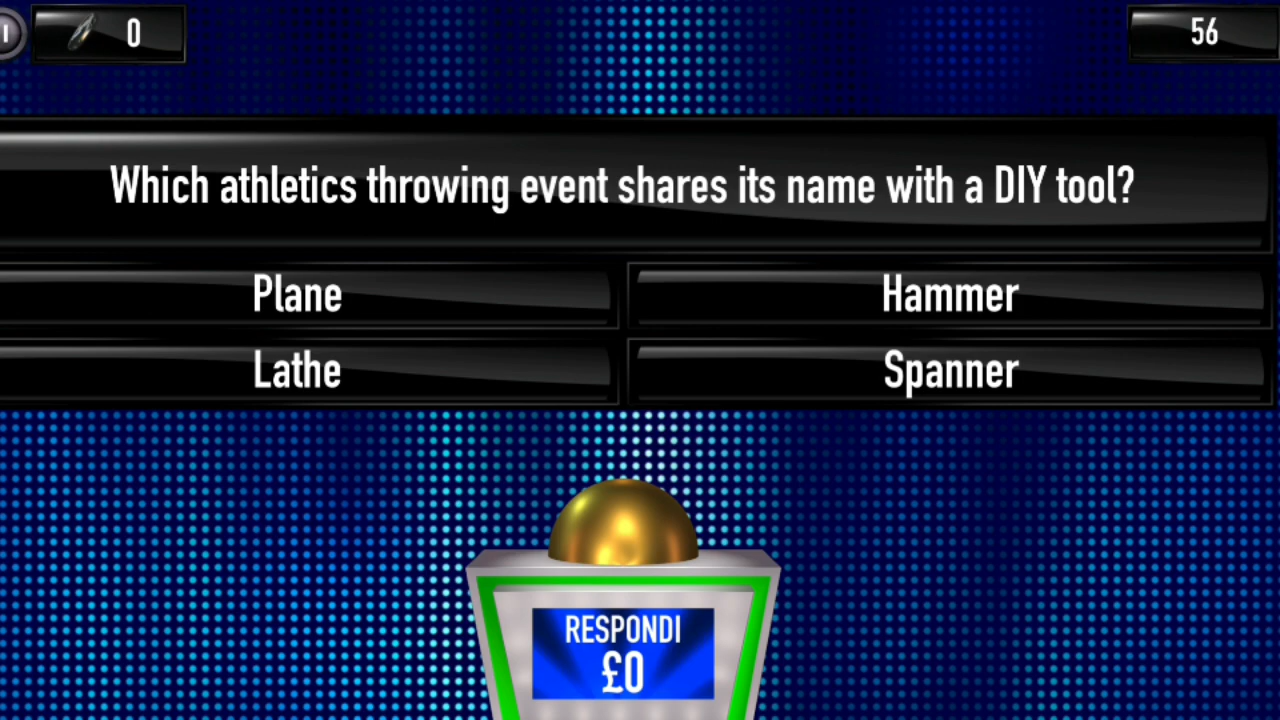 0
56
Which athletics throwing event shares its name with a DIY tool?
Plane
Hammer
Lathe
Spanner
RESPONDI
£0